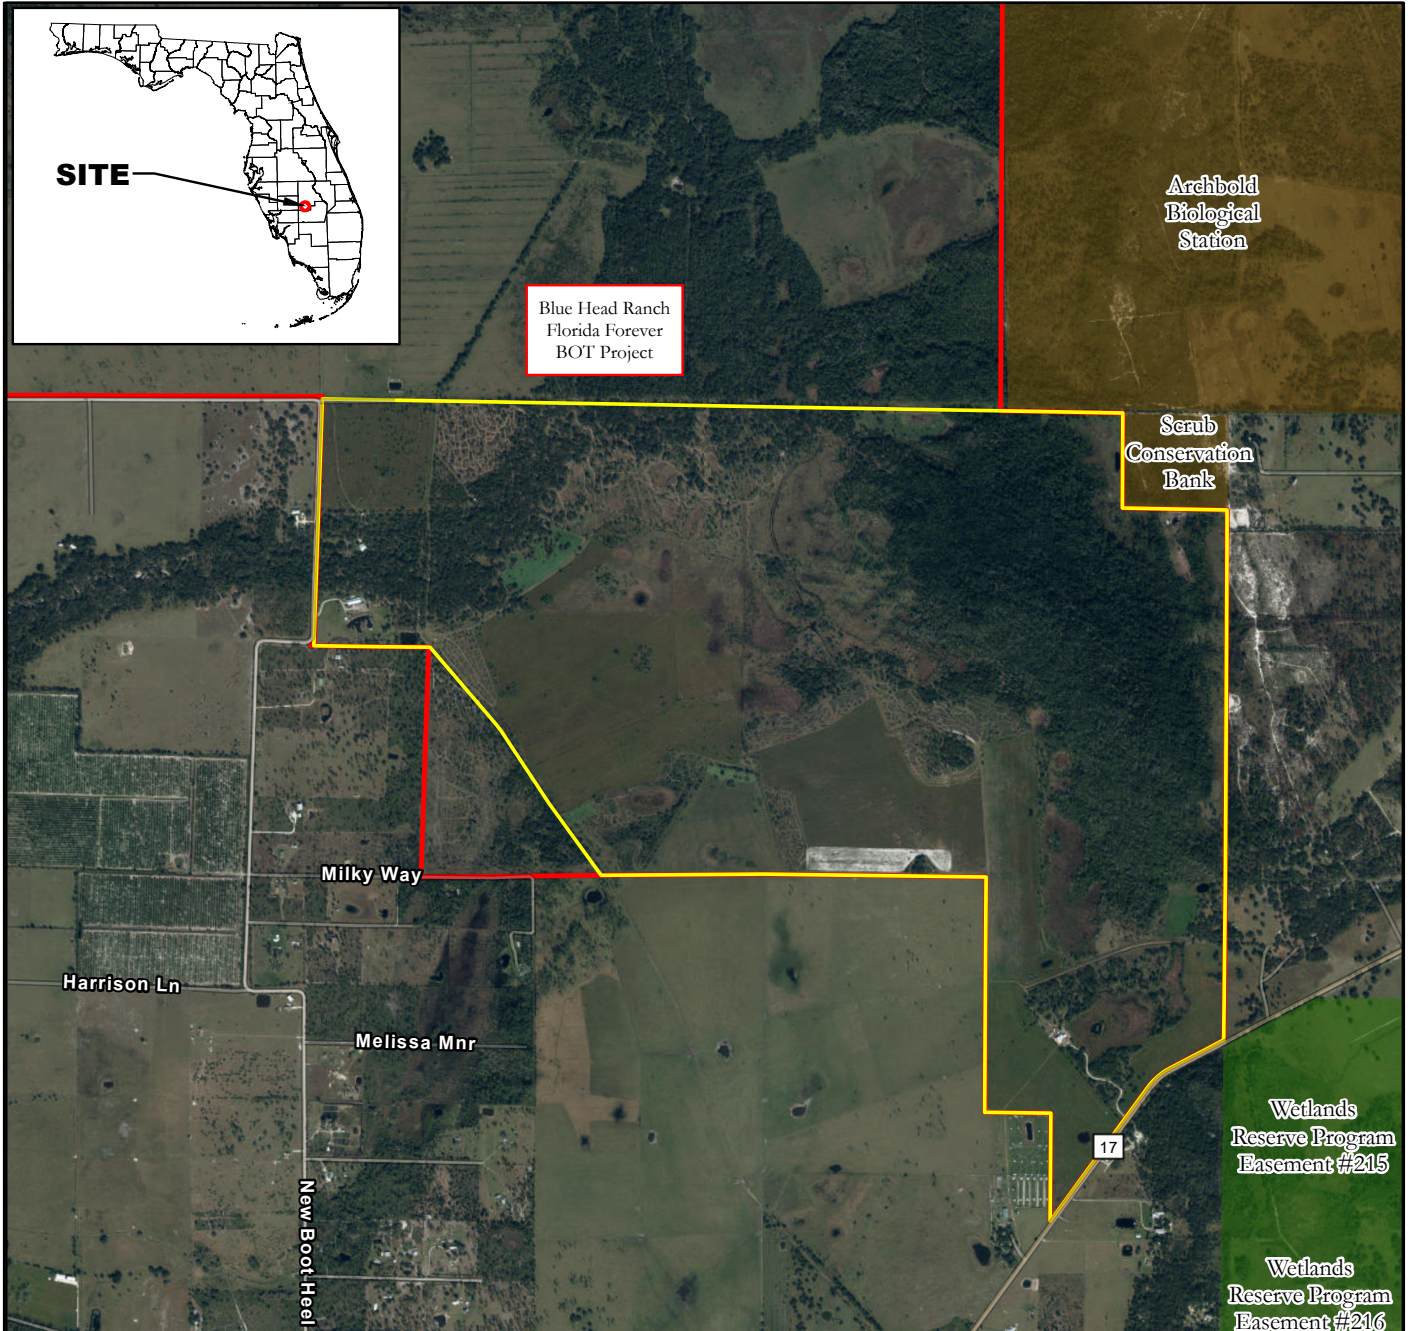 SITE
Archbold
Biological
Station
Blue Head Ranch
Florida Forever
BOT Project
Scrub
Conservation
Bank
Milky Way
Harrison Ln
Melissa Mnr
New Boot Heel
17
Wetlands
Reserve Program
Easement #215
Wetlands
Reserve Program
Easement #216